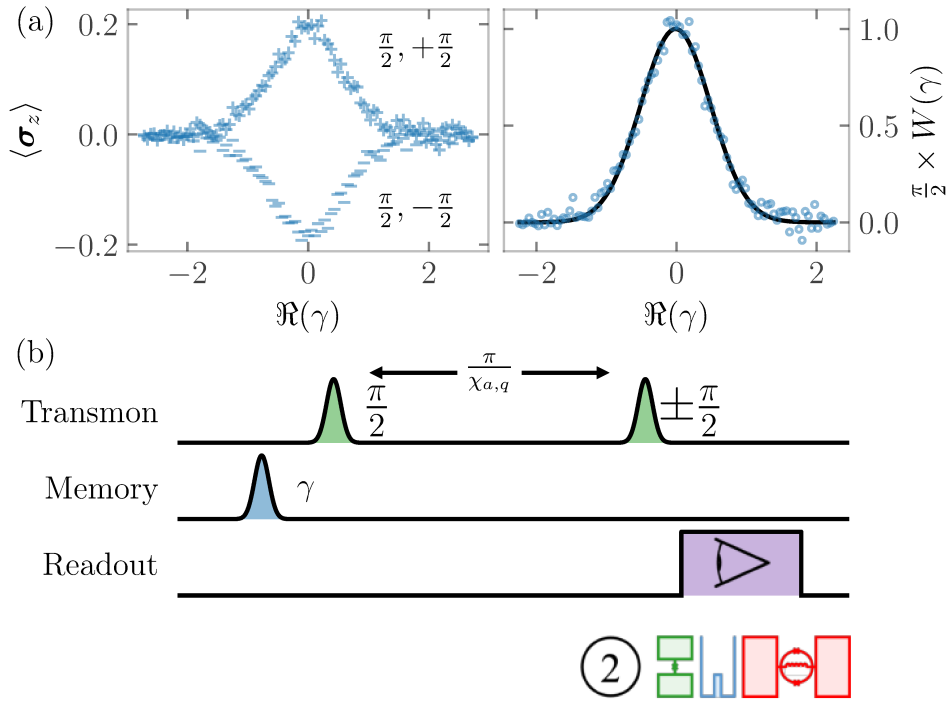 (a)
0.2
0.0
−0.2
⟨σz⟩
π/2, +π/2
π/2, −π/2
−2 0 2
ℜ(γ)
1.0
0.5
0.0
π/2 × W(γ)
−2 0 2
ℜ(γ)
(b)
π/χa,q
Transmon π/2 ±π/2
Memory γ
Readout
2